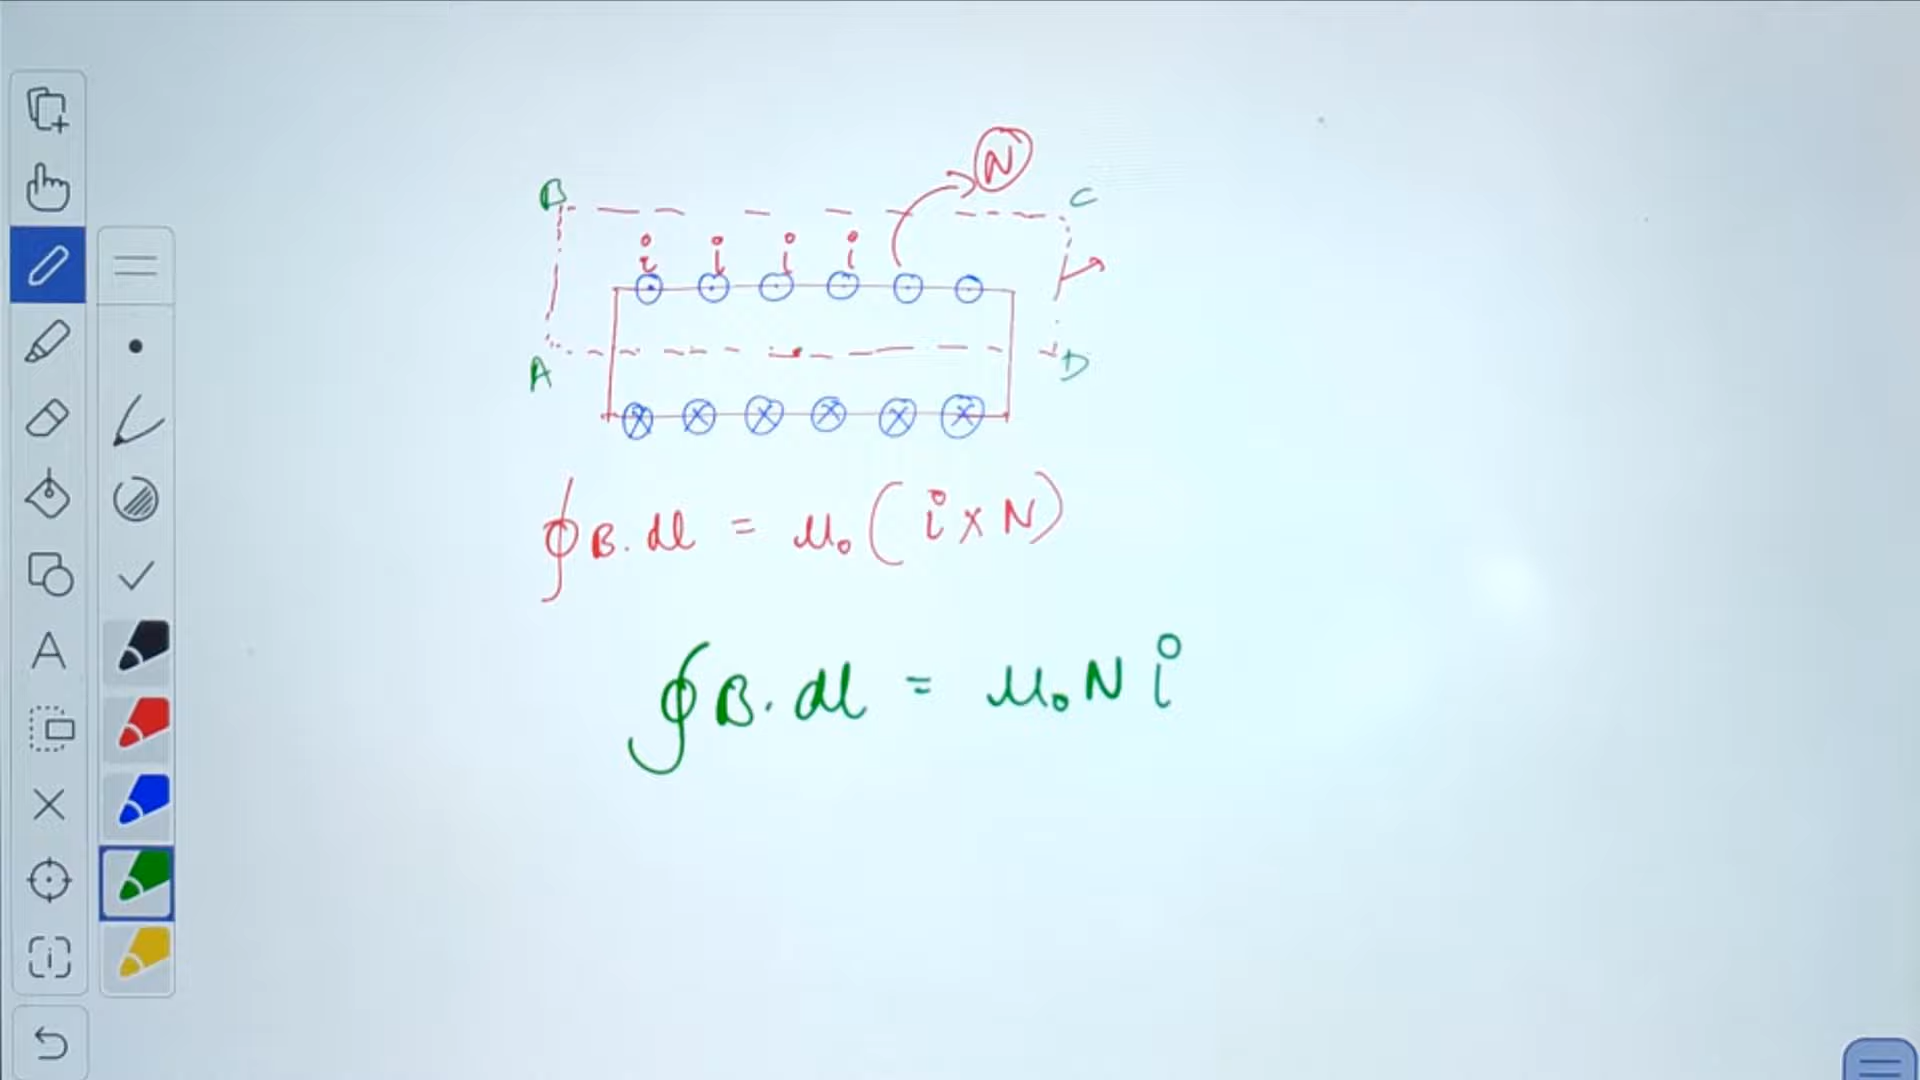 N
B C
i i i i
A D
∮B.dl = μ₀(i×N)
∮B.dl = μ₀Ni